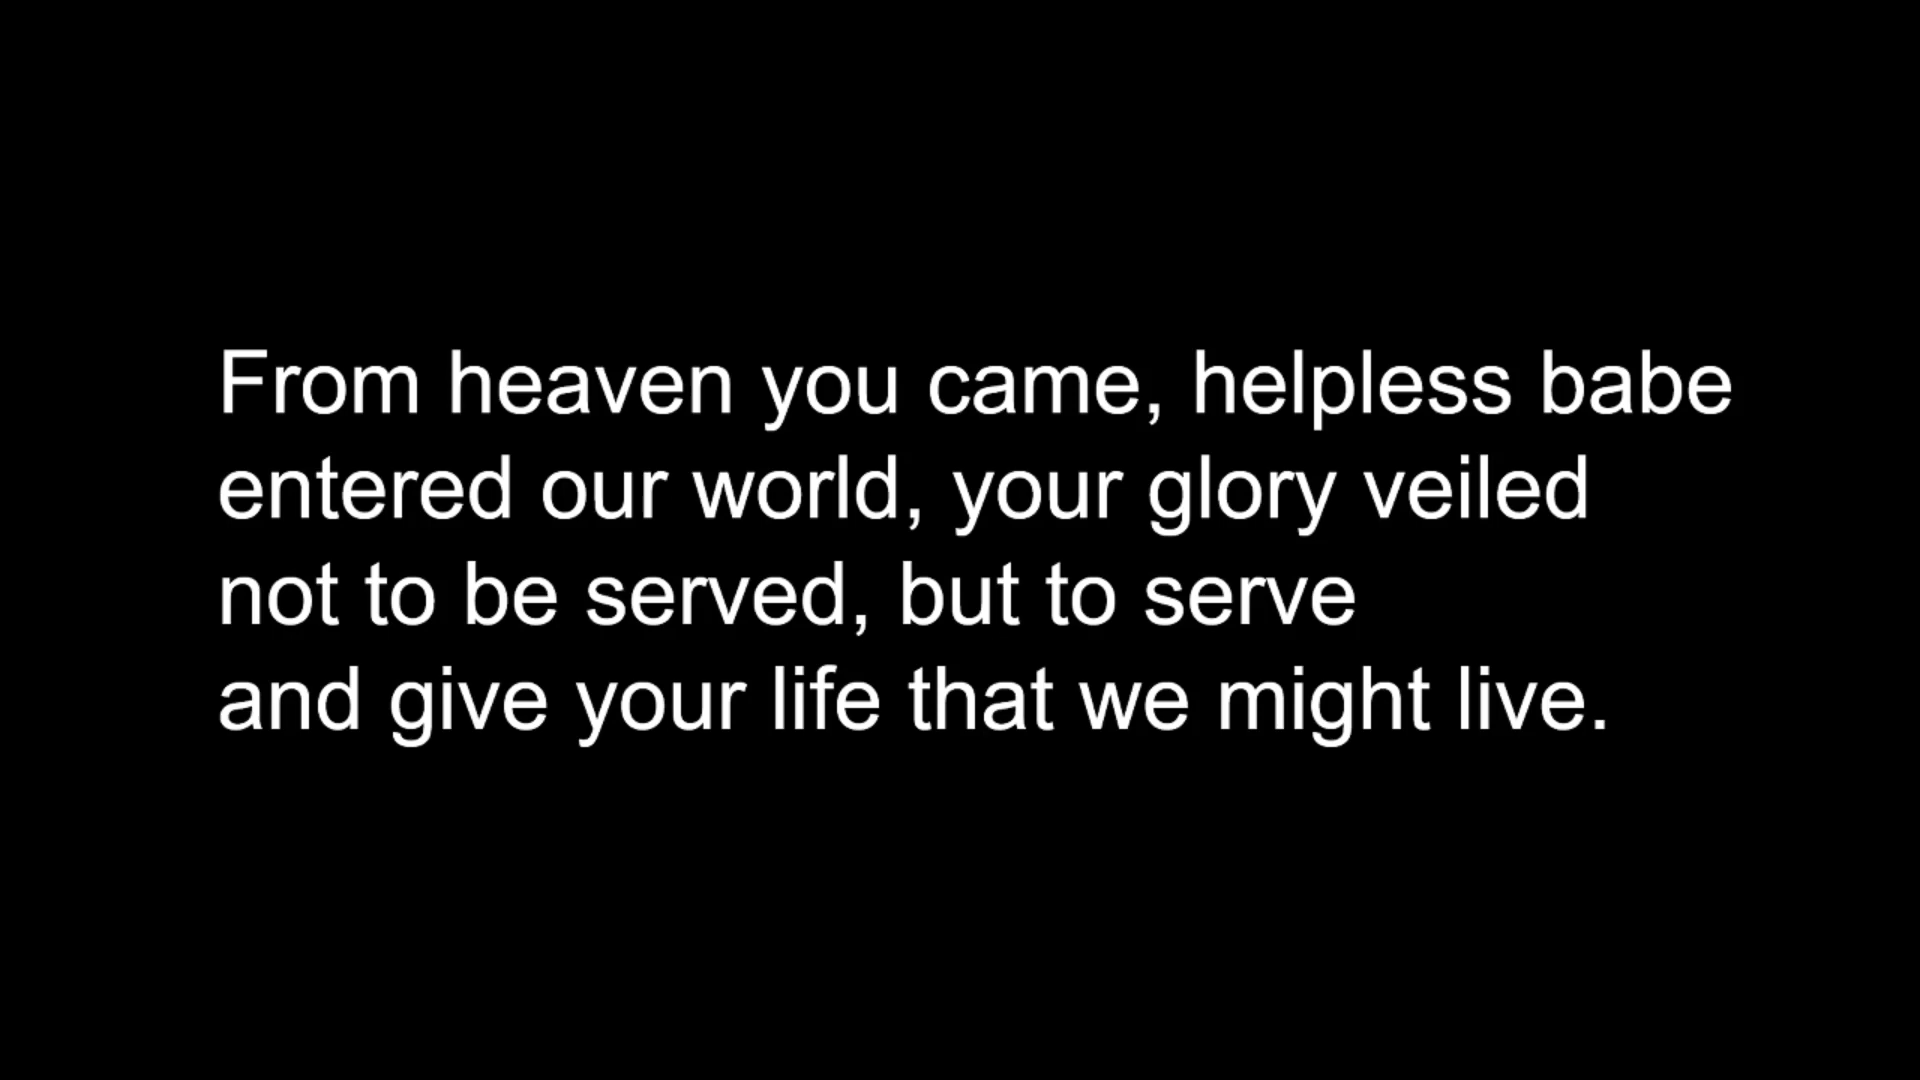 From heaven you came, helpless babe
entered our world, your glory veiled
not to be served, but to serve
and give your life that we might live.